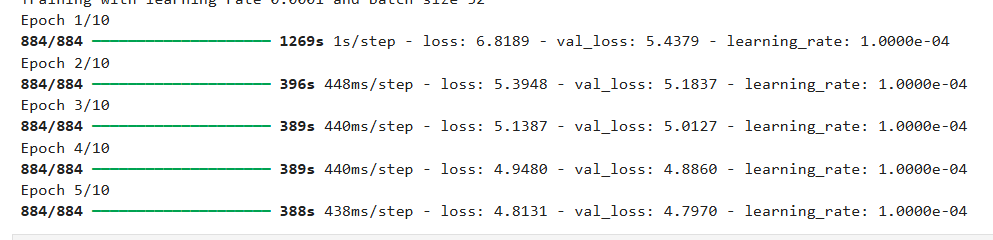 Training with learning rate 0.0001 and batch size 32
Epoch 1/10
884/884 ━━━━━━━━━━━━━━━━━━━━ 1269s 1s/step - loss: 6.8189 - val_loss: 5.4379 - learning_rate: 1.0000e-04
Epoch 2/10
884/884 ━━━━━━━━━━━━━━━━━━━━ 396s 448ms/step - loss: 5.3948 - val_loss: 5.1837 - learning_rate: 1.0000e-04
Epoch 3/10
884/884 ━━━━━━━━━━━━━━━━━━━━ 389s 440ms/step - loss: 5.1387 - val_loss: 5.0127 - learning_rate: 1.0000e-04
Epoch 4/10
884/884 ━━━━━━━━━━━━━━━━━━━━ 389s 440ms/step - loss: 4.9480 - val_loss: 4.8860 - learning_rate: 1.0000e-04
Epoch 5/10
884/884 ━━━━━━━━━━━━━━━━━━━━ 388s 438ms/step - loss: 4.8131 - val_loss: 4.7970 - learning_rate: 1.0000e-04